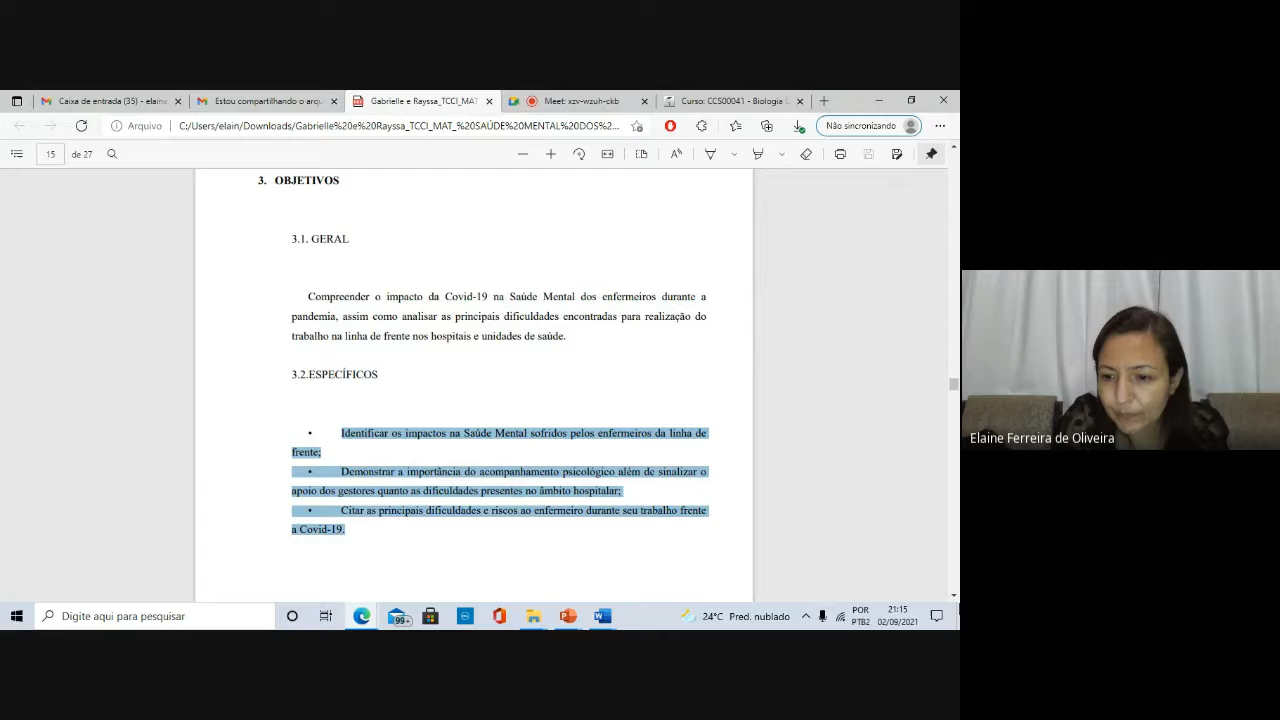 Caixa de entrada (35) - elaine
Estou compartilhando o arqu
Gabrielle e Rayssa_TCCI_MAT_
Meet: xzv-wzuh-ckb
Curso: CCS00041 - Biologia C
Arquivo
C:/Users/elain/Downloads/Gabrielle%20e%20Rayssa_TCCI_MAT_%20SAÚDE%20MENTAL%20DOS%2...
Não sincronizando
15 de 27
3. OBJETIVOS
3.1. GERAL
Compreender o impacto da Covid-19 na Saúde Mental dos enfermeiros durante a
pandemia, assim como analisar as principais dificuldades encontradas para realização do
trabalho na linha de frente nos hospitais e unidades de saúde.
3.2.ESPECÍFICOS
• Identificar os impactos na Saúde Mental sofridos pelos enfermeiros da linha de
frente;
• Demonstrar a importância do acompanhamento psicológico além de sinalizar o
apoio dos gestores quanto as dificuldades presentes no âmbito hospitalar;
• Citar as principais dificuldades e riscos ao enfermeiro durante seu trabalho frente
a Covid-19.
Elaine Ferreira de Oliveira
Digite aqui para pesquisar
99+
24°C Pred. nublado
POR
PTB2
21:15
02/09/2021